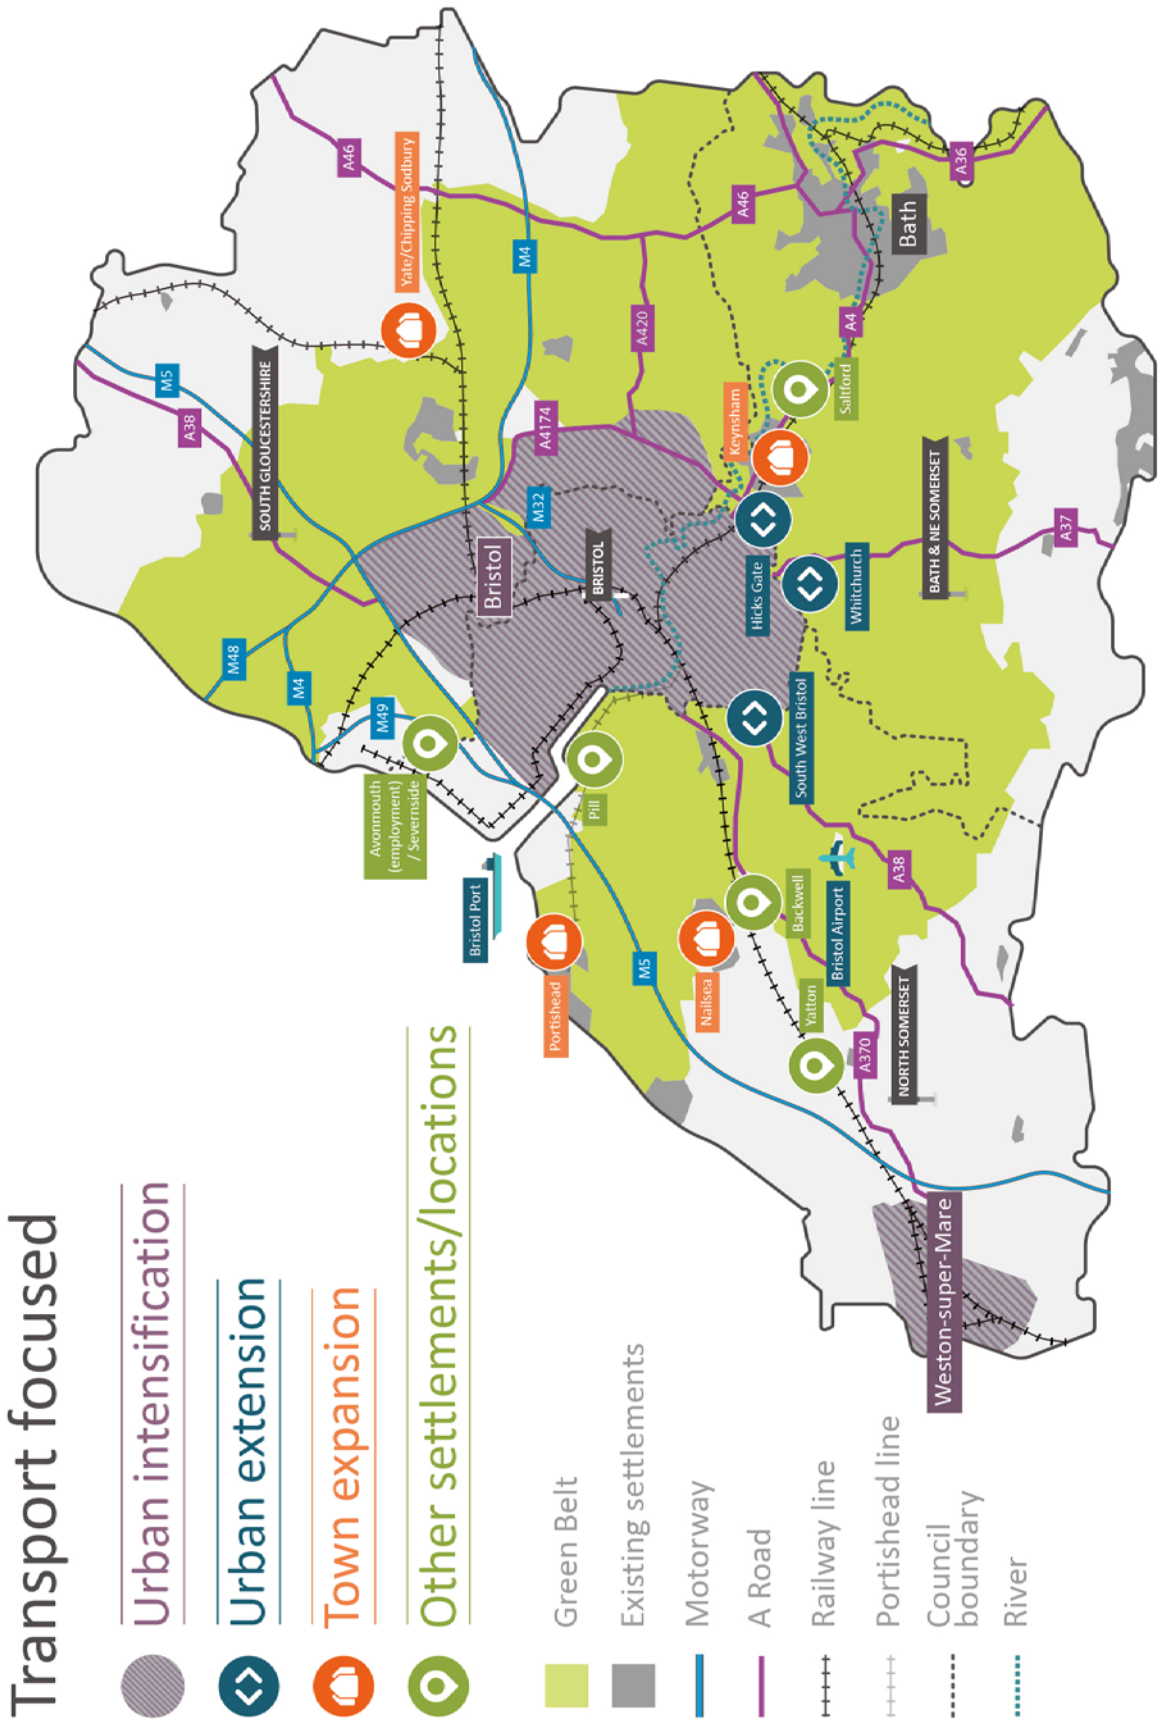 Transport focused
Urban intensification
Urban extension
Town expansion
Other settlements/locations
Green Belt
Existing settlements
Motorway
A Road
Railway line
Portishead line
Council
boundary
River
SOUTH GLOUCESTERSHIRE
M5
A38
A46
Yate/Chipping Sodbury
M4
M48
M4
M49
Avonmouth
(employment)
/ Severnside
Bristol Port
Bristol
M32
A4174
BRISTOL
A420
A46
Keynsham
Saltford
A4
Bath
A36
Hicks Gate
Whitchurch
BATH & NE SOMERSET
A37
South West Bristol
Pill
Portishead
M5
Nailsea
Backwell
Bristol Airport
A38
Yatton
A370
NORTH SOMERSET
Weston-super-Mare